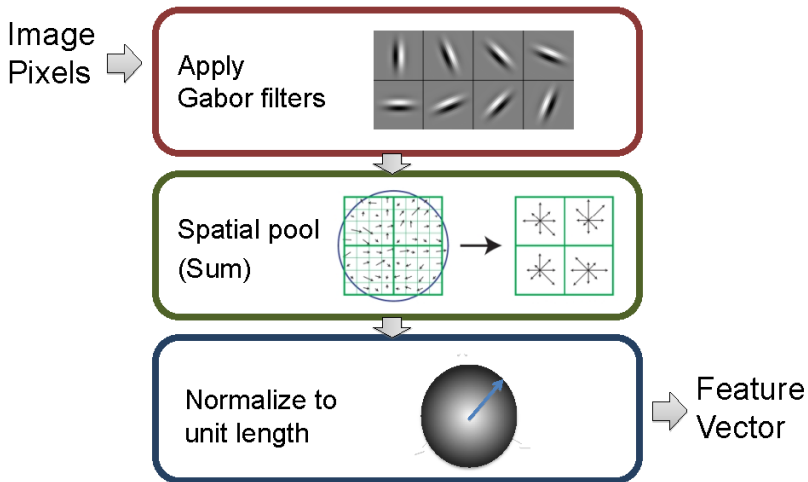 Image
Pixels
Apply
Gabor filters
Spatial pool
(Sum)
Normalize to
unit length
Feature
Vector